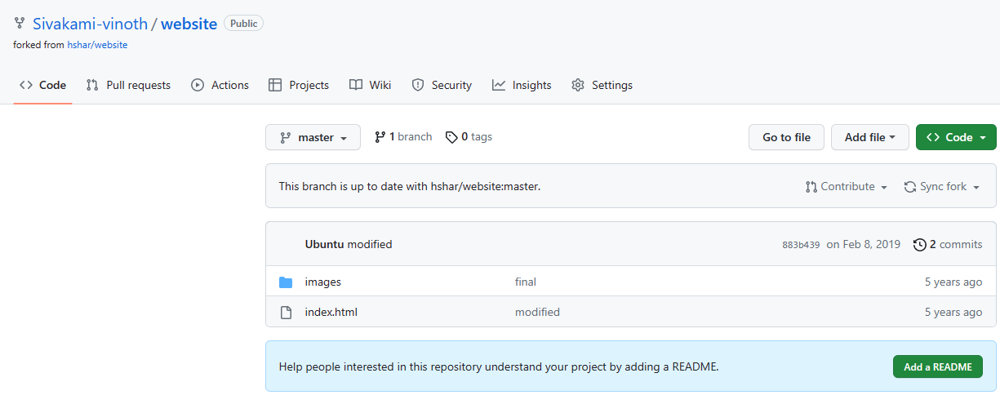 Sivakami-vinoth / website Public
forked from hshar/website
Code Pull requests Actions Projects Wiki Security Insights Settings
master 1 branch 0 tags Go to file Add file Code
This branch is up to date with hshar/website:master. Contribute Sync fork
Ubuntu modified 883b439 on Feb 8, 2019 2 commits
images final 5 years ago
index.html modified 5 years ago
Help people interested in this repository understand your project by adding a README. Add a README